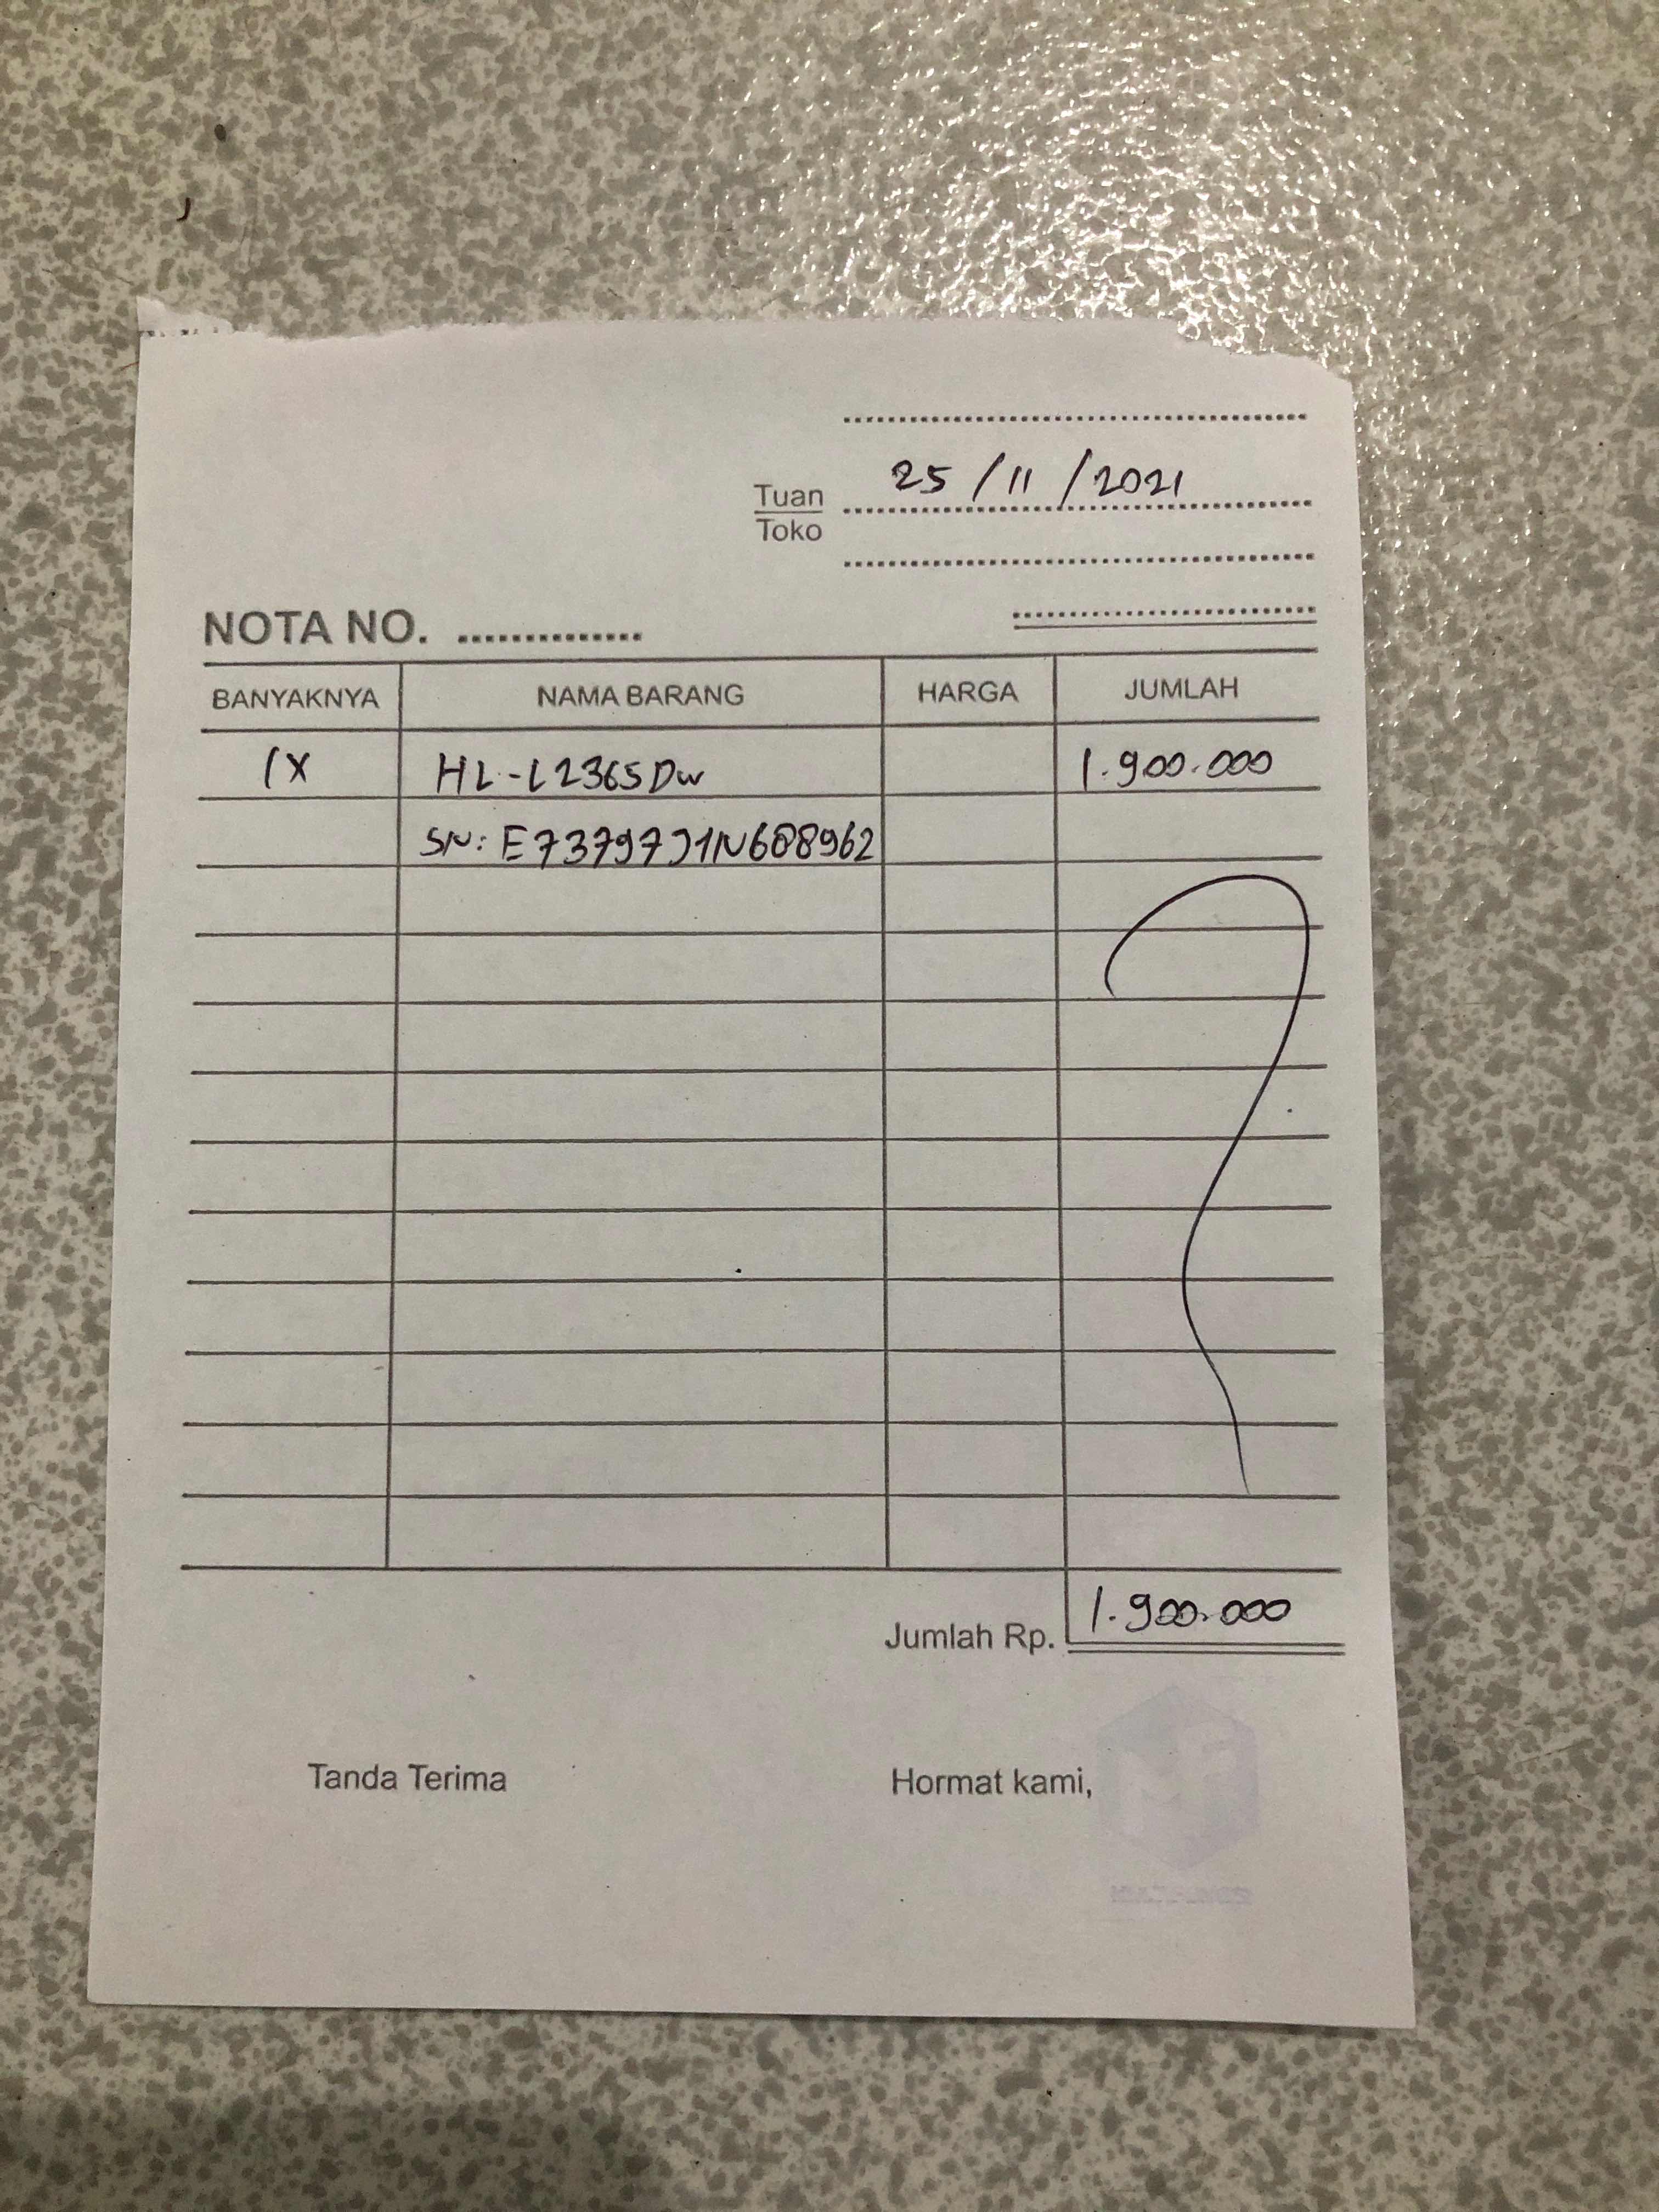 25/11/2021
Tuan
Toko
NOTA NO.
BANYAKNYA NAMA BARANG HARGA JUMLAH
1X HL-L2365Dw 1.900.000
SN: E73797J1N688962
Jumlah Rp. 1.900.000
Tanda Terima Hormat kami,